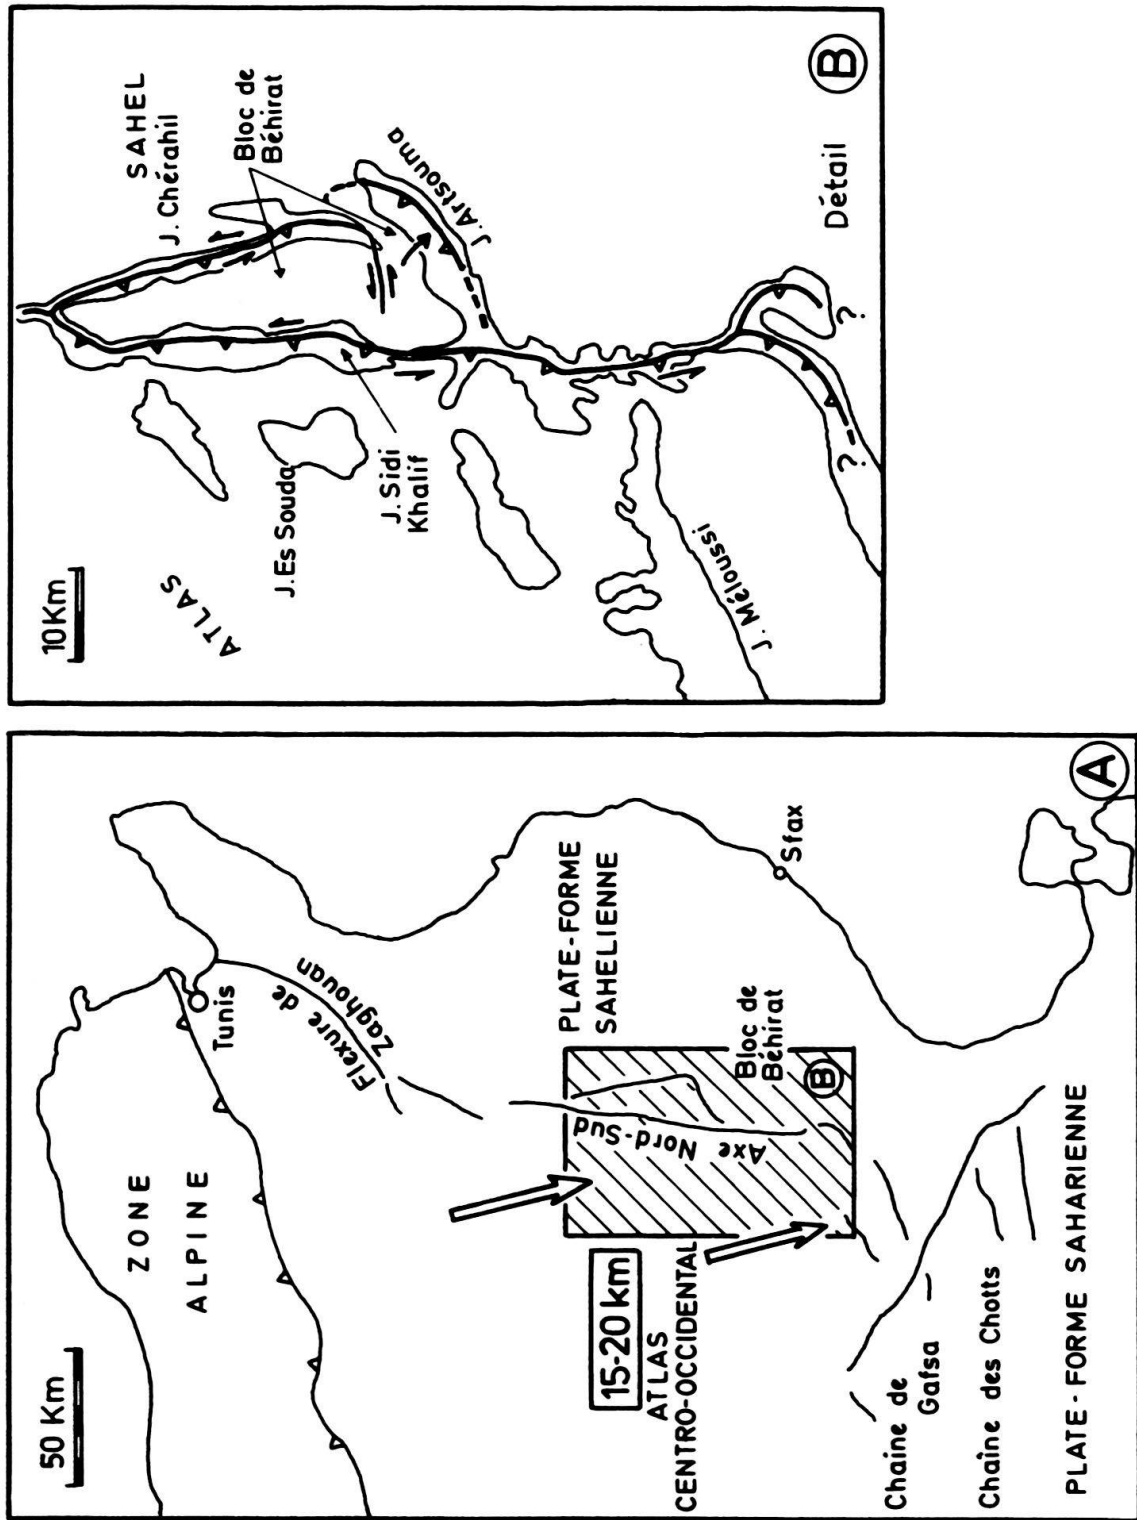 50 Km
ZONE
ALPINE
Tunis
Flexure de
Zaghouan
15-20 km
ATLAS
CENTRO-OCCIDENTAL
Axe Nord-Sud
PLATE-FORME
SAHELIENNE
Bloc de
Béhirat
B
Sfax
Chaine de
Gafsa
Chaîne des Chotts
PLATE-FORME SAHARIENNE
A
10Km
ATLAS
SAHEL
J. Chérahil
Bloc de
Béhirat
J.Es Souda
J. Sidi
Khalif
J. Artsouma
J. Méloussi
?
?
Détail
B